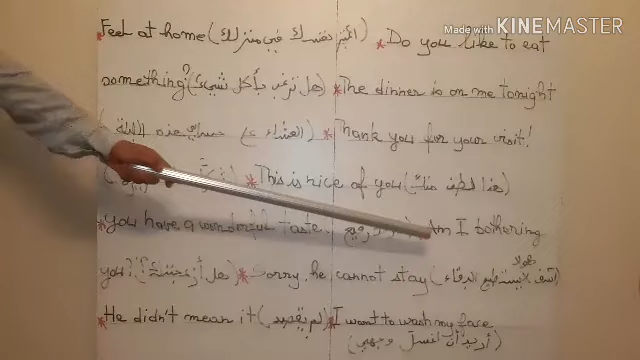 Made with KINEMASTER
*Feel at home (اعتبر نفسك في منزلك) *Do you like to eat
something? (هل ترغب بأكل شيئ) *The dinner is on me tonight
(العشاء على حسابي هذه الليلة) *Thank you for your visit!
*This is nice of you (هذا لطف منك)
*You have a wonderful taste. *Am I bothering
you? (هل أزعجتك؟) *Sorry, he cannot stay (آسف لا يستطيع البقاء)
هو
*He didn't mean it (لم يقصد) *I want to wash my face
(أريد أن اغسل وجهي)